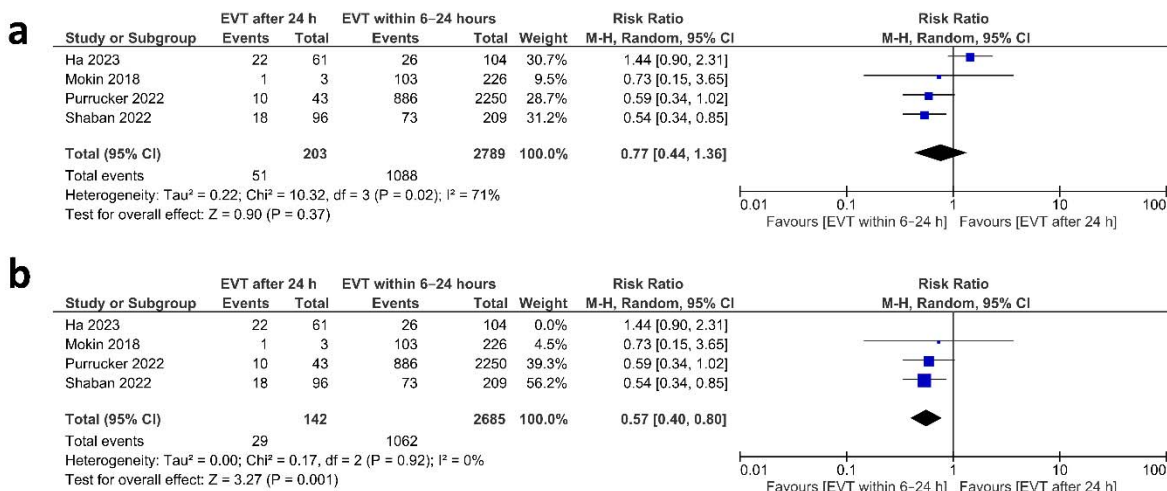 a
EVT after 24 h EVT within 6–24 hours Risk Ratio Risk Ratio
Study or Subgroup Events Total Events Total Weight M-H, Random, 95% CI M-H, Random, 95% CI
Ha 2023 22 61 26 104 30.7% 1.44 [0.90, 2.31]
Mokin 2018 1 3 103 226 9.5% 0.73 [0.15, 3.65]
Purrucker 2022 10 43 886 2250 28.7% 0.59 [0.34, 1.02]
Shaban 2022 18 96 73 209 31.2% 0.54 [0.34, 0.85]
Total (95% CI) 203 2789 100.0% 0.77 [0.44, 1.36]
Total events 51 1088
Heterogeneity: Tau² = 0.22; Chi² = 10.32, df = 3 (P = 0.02); I² = 71%
Test for overall effect: Z = 0.90 (P = 0.37)
0.01 0.1 1 10 100
Favours [EVT within 6–24 h] Favours [EVT after 24 h]
b
EVT after 24 h EVT within 6–24 hours Risk Ratio Risk Ratio
Study or Subgroup Events Total Events Total Weight M-H, Random, 95% CI M-H, Random, 95% CI
Ha 2023 22 61 26 104 0.0% 1.44 [0.90, 2.31]
Mokin 2018 1 3 103 226 4.5% 0.73 [0.15, 3.65]
Purrucker 2022 10 43 886 2250 39.3% 0.59 [0.34, 1.02]
Shaban 2022 18 96 73 209 56.2% 0.54 [0.34, 0.85]
Total (95% CI) 142 2685 100.0% 0.57 [0.40, 0.80]
Total events 29 1062
Heterogeneity: Tau² = 0.00; Chi² = 0.17, df = 2 (P = 0.92); I² = 0%
Test for overall effect: Z = 3.27 (P = 0.001)
0.01 0.1 1 10 100
Favours [EVT within 6–24 h] Favours [EVT after 24 h]